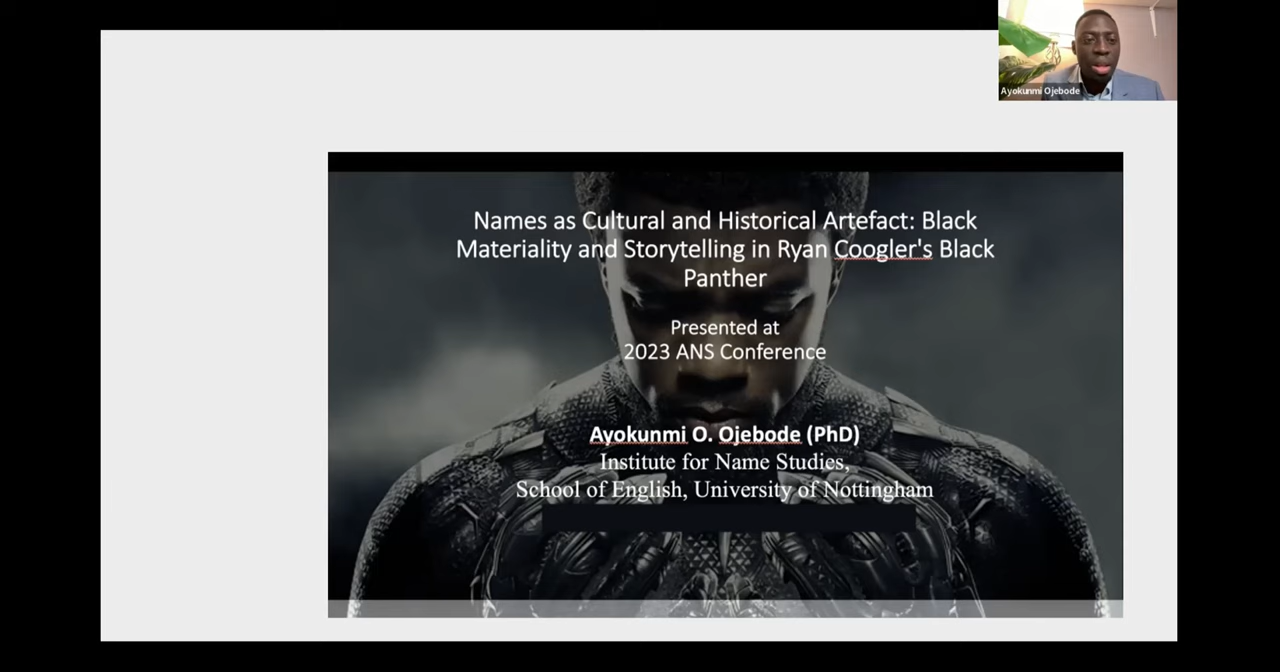 Ayokunmi Ojebode
Names as Cultural and Historical Artefact: Black
Materiality and Storytelling in Ryan Coogler's Black
Panther
Presented at
2023 ANS Conference
Ayokunmi O. Ojebode (PhD)
Institute for Name Studies,
School of English, University of Nottingham